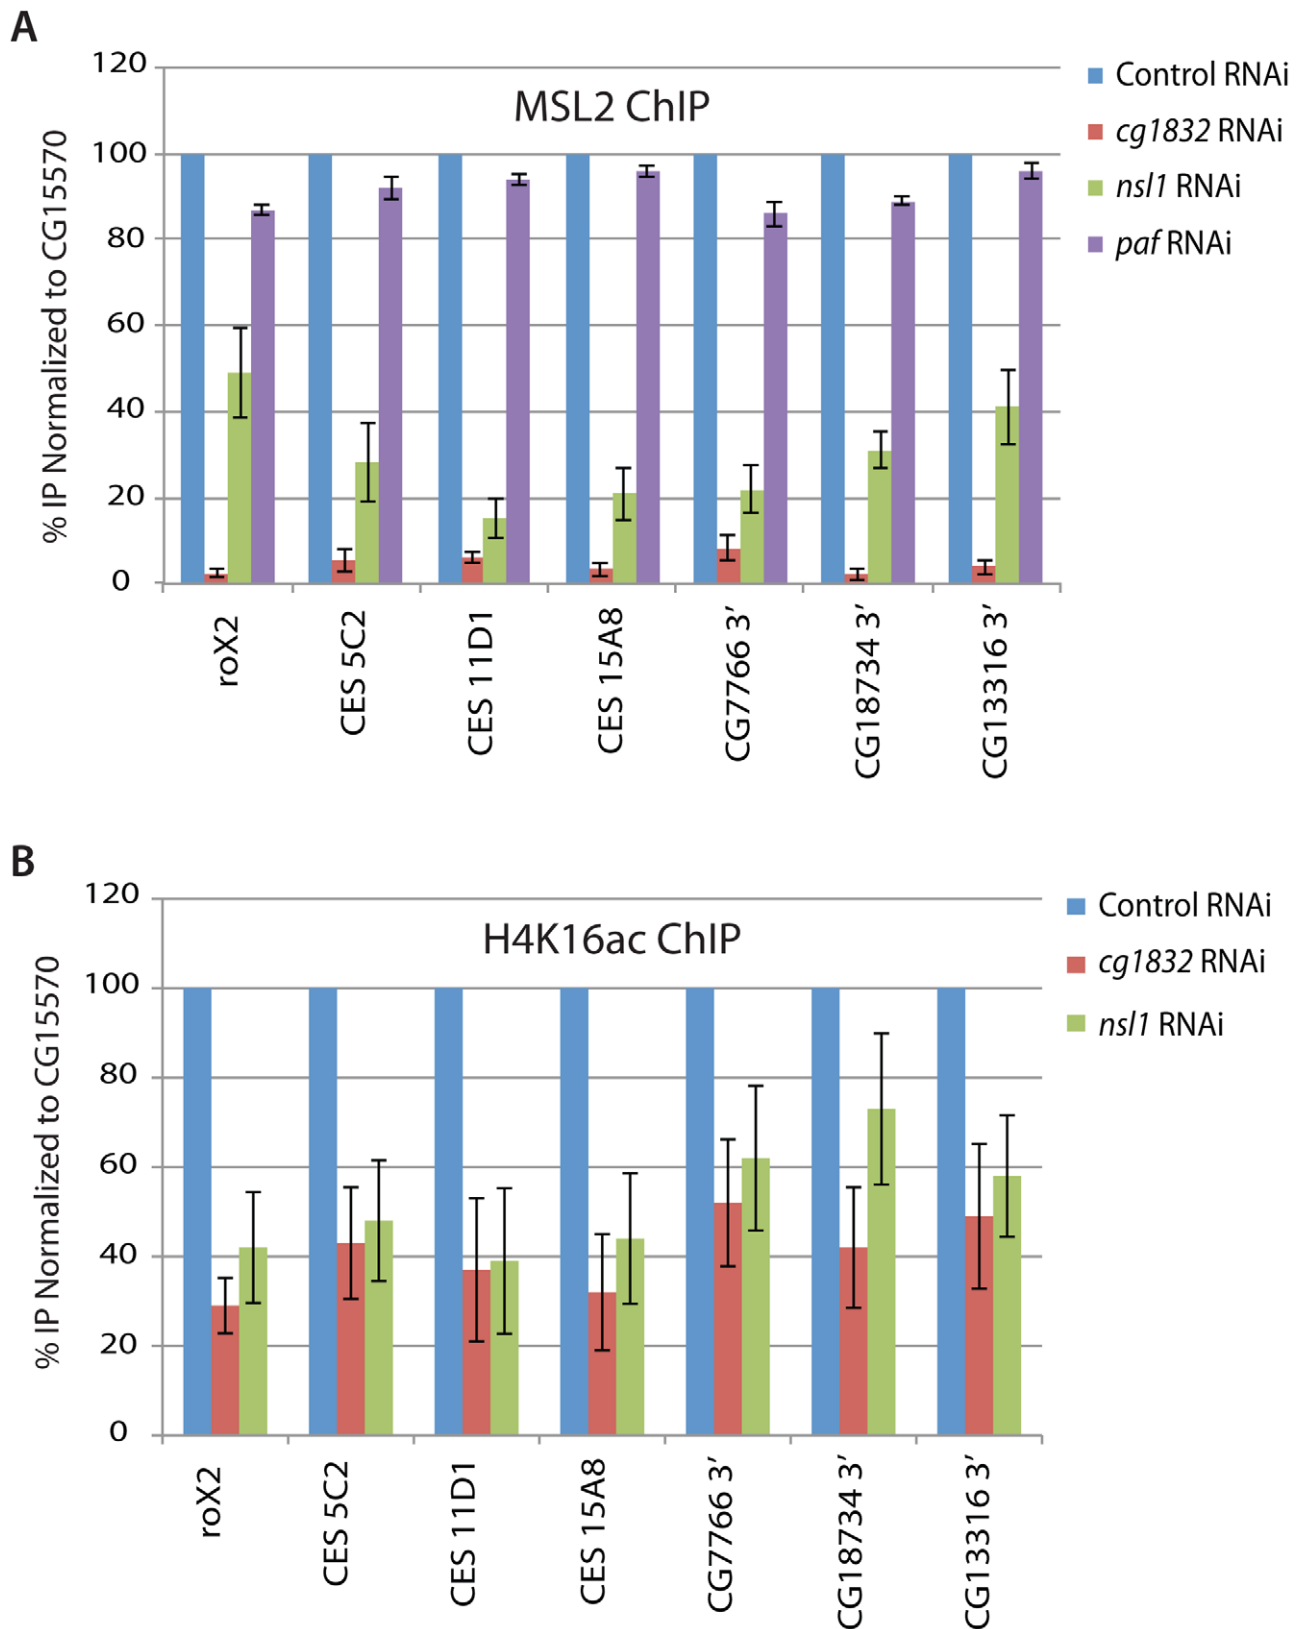 A
120
100
80
60
40
20
0
% IP Normalized to CG15570
MSL2 ChIP
Control RNAi
cg1832 RNAi
nsl1 RNAi
paf RNAi
roX2
CES 5C2
CES 11D1
CES 15A8
CG7766 3’
CG18734 3’
CG13316 3’
B
120
100
80
60
40
20
0
% IP Normalized to CG15570
H4K16ac ChIP
Control RNAi
cg1832 RNAi
nsl1 RNAi
roX2
CES 5C2
CES 11D1
CES 15A8
CG7766 3’
CG18734 3’
CG13316 3’